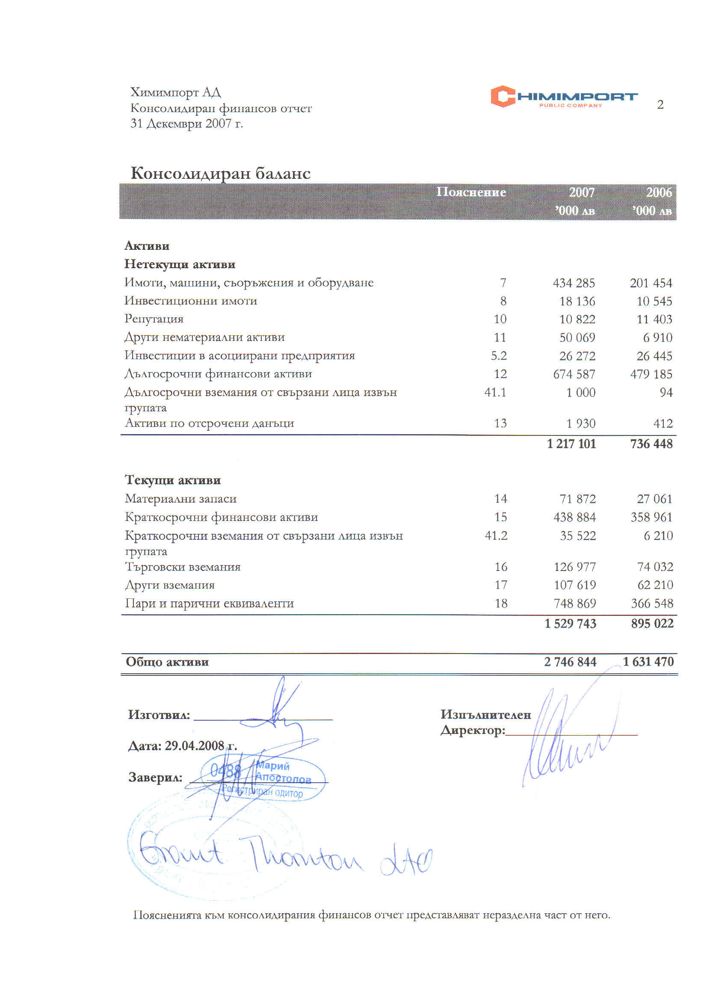 Химимпорт АД
Консолидиран финансов отчет
31 Декември 2007 г.
CHIMIMPORT
PUBLIC COMPANY
2
Консолидиран баланс
Пояснение 2007 2006
’000 лв ’000 лв
Активи
Нетекущи активи
Имоти, машини, съоръжения и оборудване 7 434 285 201 454
Инвестиционни имоти 8 18 136 10 545
Репутация 10 10 822 11 403
Други нематериални активи 11 50 069 6 910
Инвестиции в асоциирани предприятия 5.2 26 272 26 445
Дългосрочни финансови активи 12 674 587 479 185
Дългосрочни вземания от свързани лица извън 41.1 1 000 94
групата
Активи по отсрочени данъци 13 1 930 412
1 217 101 736 448
Текущи активи
Материални запаси 14 71 872 27 061
Краткосрочни финансови активи 15 438 884 358 961
Краткосрочни вземания от свързани лица извън 41.2 35 522 6 210
групата
Търговски вземания 16 126 977 74 032
Други вземания 17 107 619 62 210
Пари и парични еквиваленти 18 748 869 366 548
1 529 743 895 022
Общо активи 2 746 844 1 631 470
Изготвил:
Изпълнителен
Директор:
Дата: 29.04.2008 г.
Заверил:
0488 Марий
Апостолов
Регистриран одитор
Grant Thornton
Поясненията към консолидирания финансов отчет представляват неразделна част от него.